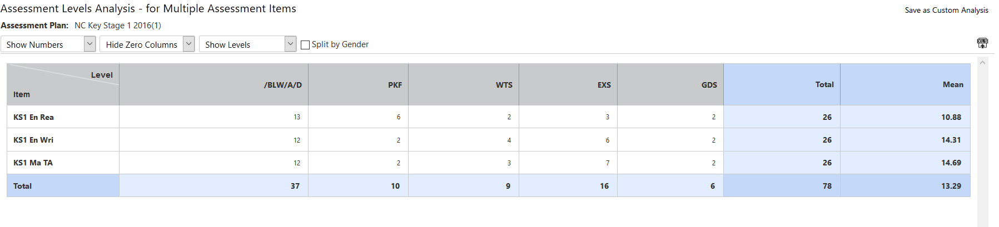 Assessment Levels Analysis - for Multiple Assessment Items
Save as Custom Analysis
Assessment Plan: NC Key Stage 1 2016(1)
Show Numbers Hide Zero Columns Show Levels Split by Gender
XLS
Level
Item /BLW/A/D PKF WTS EXS GDS Total Mean
KS1 En Rea 13 6 2 3 2 26 10.88
KS1 En Wri 12 2 4 6 2 26 14.31
KS1 Ma TA 12 2 3 7 2 26 14.69
Total 37 10 9 16 6 78 13.29